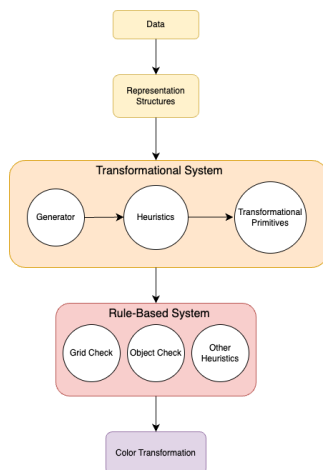 Data
Representation
Structures
Transformational System
Generator
Heuristics
Transformational
Primitives
Rule-Based System
Grid Check
Object Check
Other
Heuristics
Color Transformation